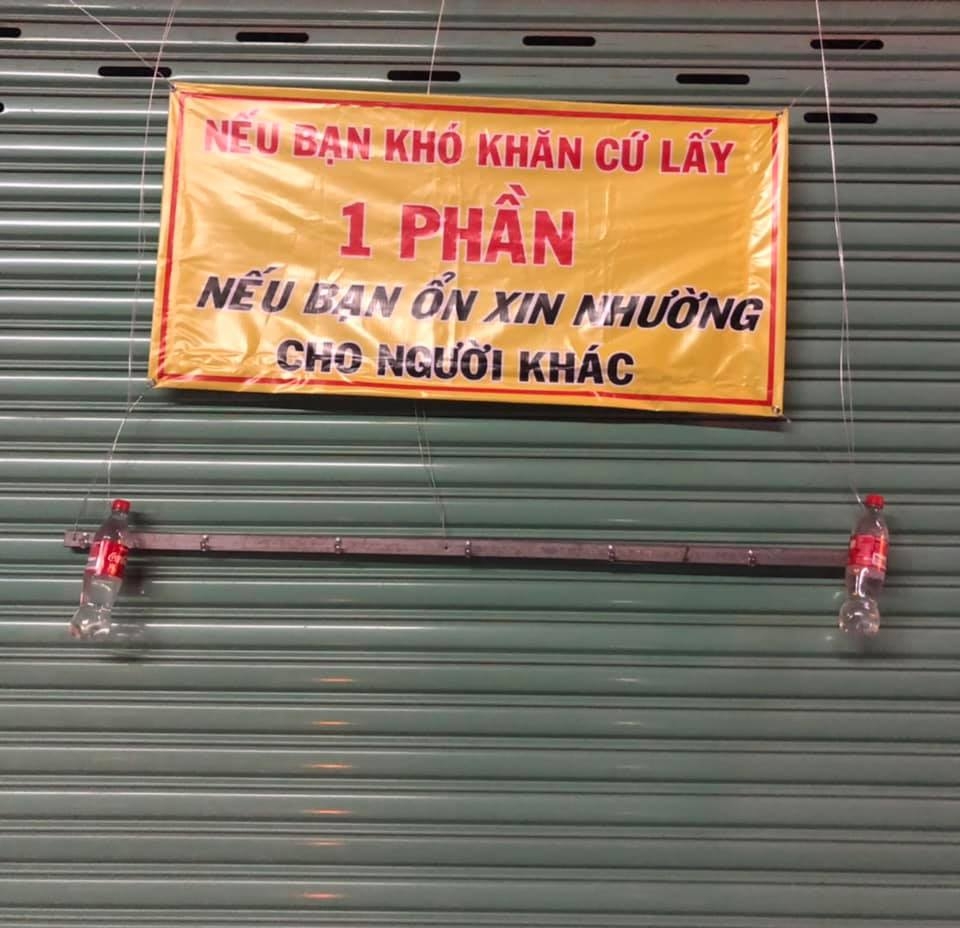 NẾU BẠN KHÓ KHĂN CỨ LẤY
1 PHẦN
NẾU BẠN ỔN XIN NHƯỜNG
CHO NGƯỜI KHÁC